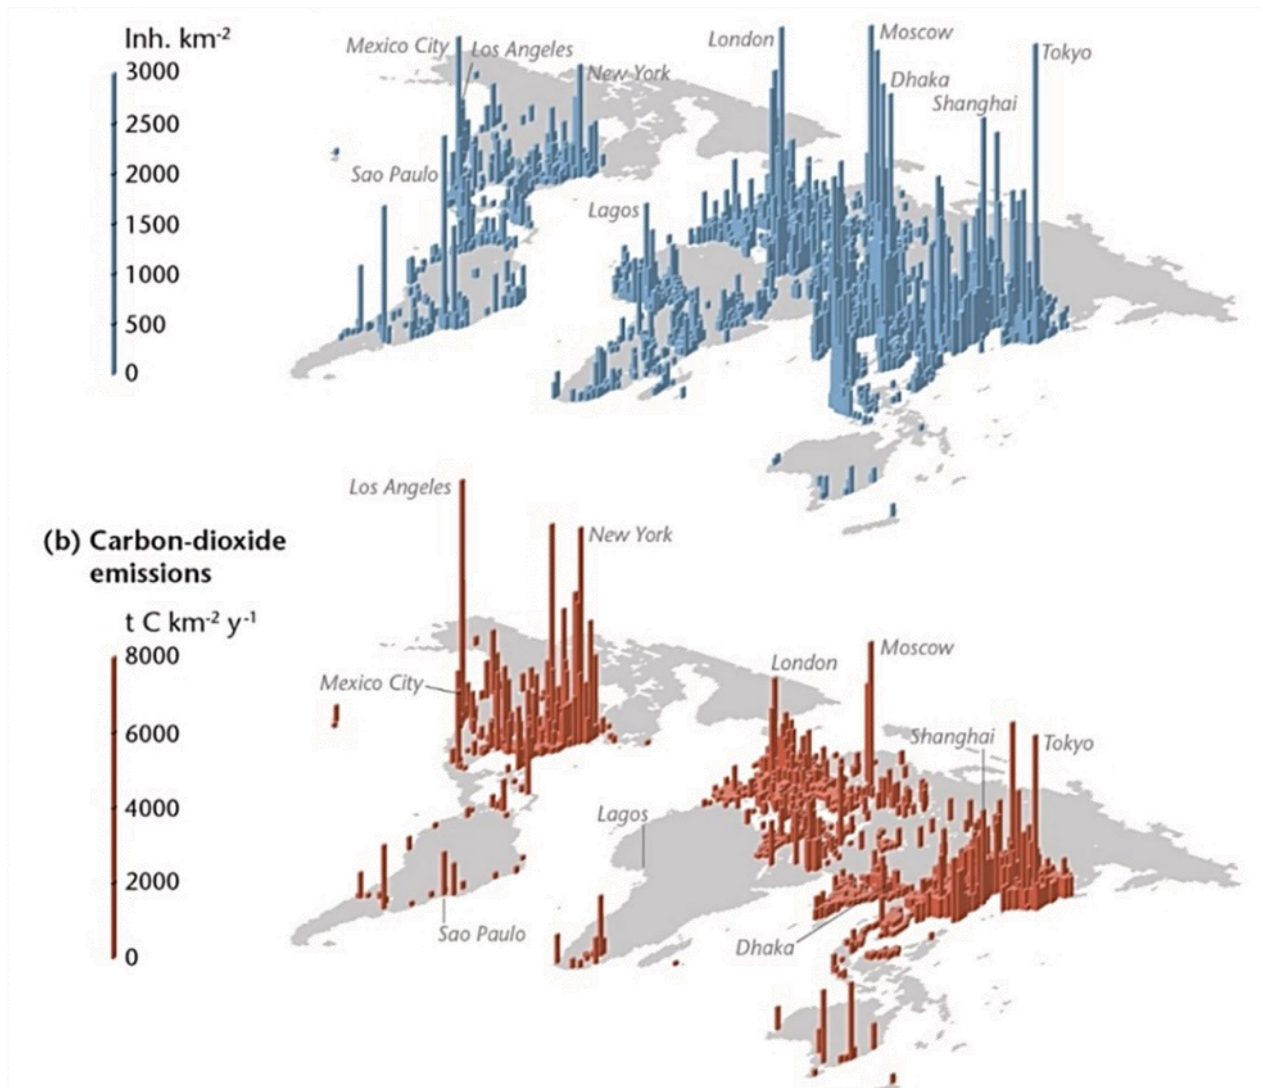 Inh. km-2
3000
2500
2000
1500
1000
500
0
Mexico City
Los Angeles
New York
Sao Paulo
London
Moscow
Dhaka
Shanghai
Tokyo
Lagos
(b) Carbon-dioxide
emissions
t C km-2 y-1
8000
6000
4000
2000
0
Los Angeles
New York
Mexico City
London
Moscow
Shanghai
Tokyo
Lagos
Sao Paulo
Dhaka